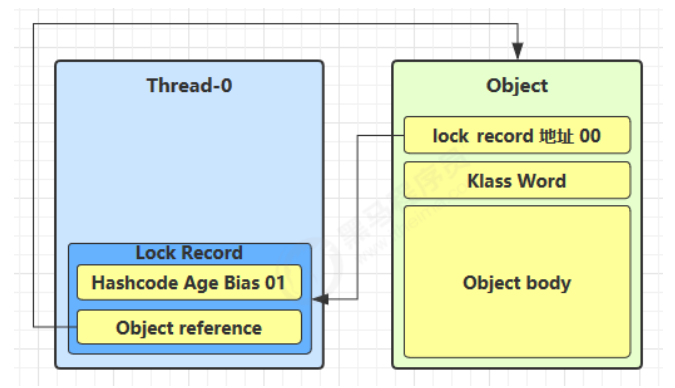 Thread-0
Object
lock record 地址 00
Klass Word
Lock Record
Hashcode Age Bias 01
Object reference
Object body